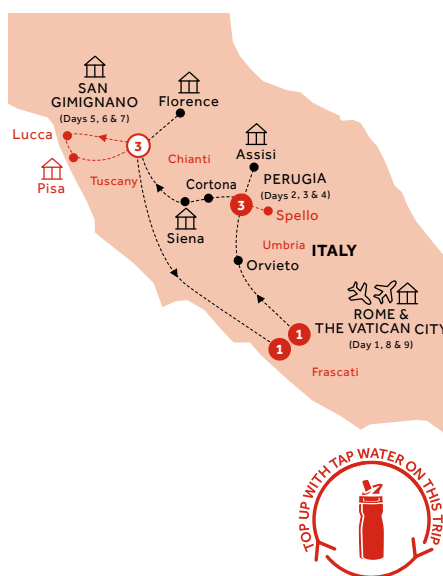 SAN
GIMIGNANO
(Days 5, 6 & 7)
Florence
Lucca
3
Chianti
Assisi
Pisa
Tuscany
Cortona
PERUGIA
(Days 2, 3 & 4)
3
Spello
Siena
Umbria
ITALY
Orvieto
ROME &
THE VATICAN CITY
(Day 1, 8 & 9)
1
1
Frascati
TOP UP WITH TAP WATER ON THIS TRIP